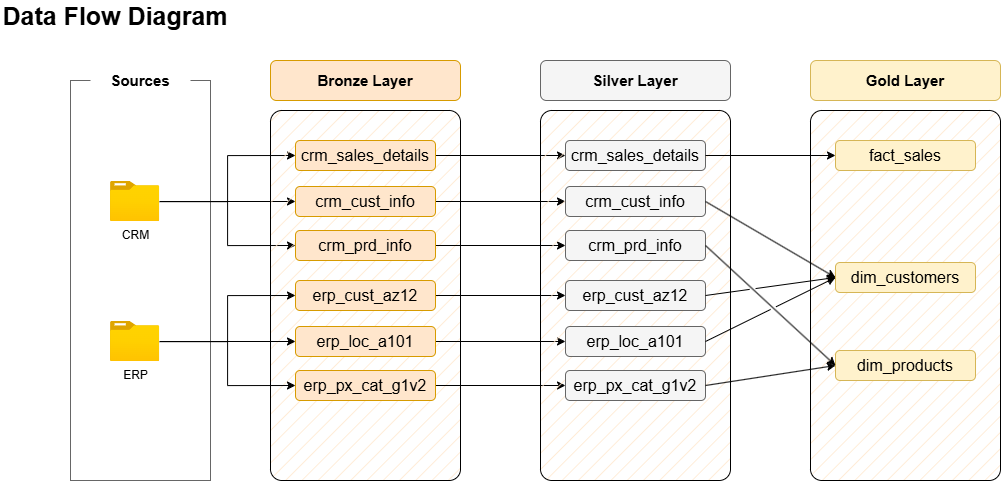 Data Flow Diagram
Sources
Bronze Layer
Silver Layer
Gold Layer
crm_sales_details
crm_sales_details
fact_sales
crm_cust_info
crm_cust_info
CRM
crm_prd_info
crm_prd_info
dim_customers
erp_cust_az12
erp_cust_az12
erp_loc_a101
erp_loc_a101
dim_products
ERP
erp_px_cat_g1v2
erp_px_cat_g1v2